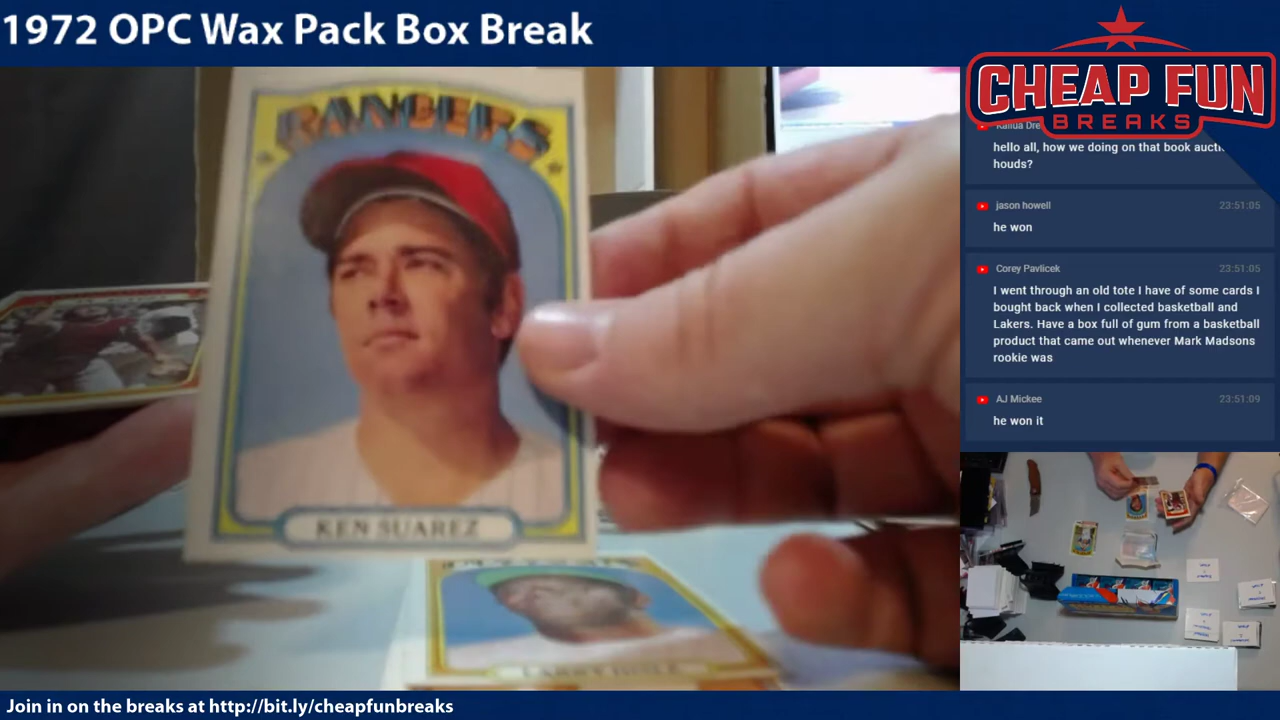 1972 OPC Wax Pack Box Break
CHEAP FUN
BREAKS
RANGERS
KEN SUAREZ
hello all, how we doing on that book
houds?
jason howell 23:51:05
he won
Corey Pavlicek 23:51:05
I went through an old tote I have of some cards I
bought back when I collected basketball and
Lakers. Have a box full of gum from a basketball
product that came out whenever Mark Madsons
rookie was
AJ Mickee 23:51:09
he won it
Join in on the breaks at http://bit.ly/cheapfunbreaks